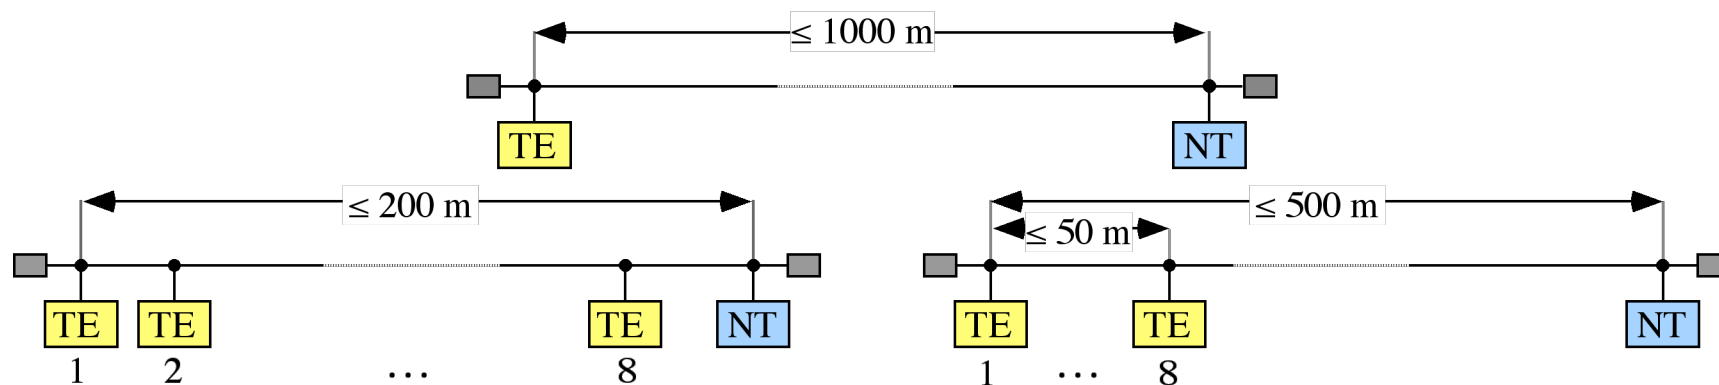 ≤ 1000 m
TE NT
≤ 200 m ≤ 500 m
≤ 50 m
TE TE TE NT TE TE NT
1 2 ... 8 1 ... 8